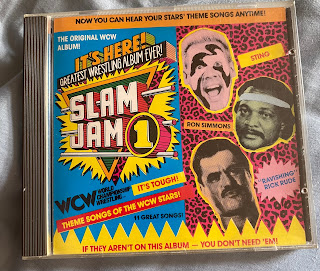 NOW YOU CAN HEAR YOUR STARS' THEME SONGS ANYTIME!
THE ORIGINAL WCW
ALBUM!
IT'S HERE!
GREATEST WRESTLING ALBUM EVER!
SLAM
JAM 1
STING
RON SIMMONS
"RAVISHING"
RICK RUDE
WCW WORLD
CHAMPIONSHIP
WRESTLING
IT'S TOUGH!
THEME SONGS OF THE WCW STARS!
11 GREAT SONGS!
IF THEY AREN'T ON THIS ALBUM — YOU DON'T NEED 'EM!